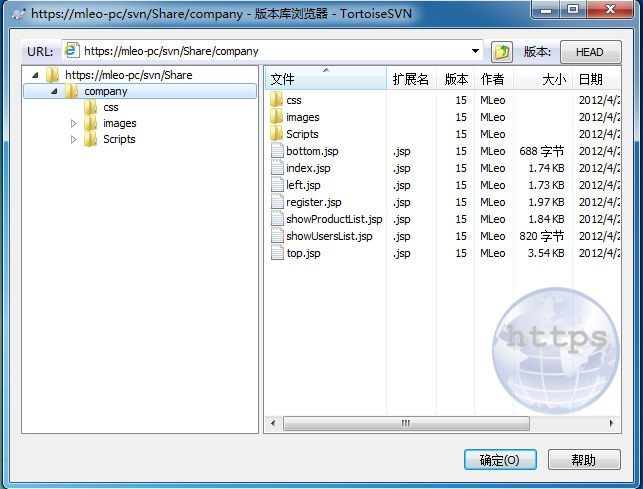 https://mleo-pc/svn/Share/company - 版本库浏览器 - TortoiseSVN
URL: https://mleo-pc/svn/Share/company 版本: HEAD
https://mleo-pc/svn/Share
company
css
images
Scripts
文件 扩展名 版本 作者 大小 日期
css 15 MLeo 2012/4/2
images 15 MLeo 2012/4/2
Scripts 15 MLeo 2012/4/2
bottom.jsp .jsp 15 MLeo 688 字节 2012/4/2
index.jsp .jsp 15 MLeo 1.74 KB 2012/4/2
left.jsp .jsp 15 MLeo 1.73 KB 2012/4/2
register.jsp .jsp 15 MLeo 1.97 KB 2012/4/2
showProductList.jsp .jsp 15 MLeo 1.84 KB 2012/4/2
showUsersList.jsp .jsp 15 MLeo 820 字节 2012/4/2
top.jsp .jsp 15 MLeo 3.54 KB 2012/4/2
https
确定(O) 帮助